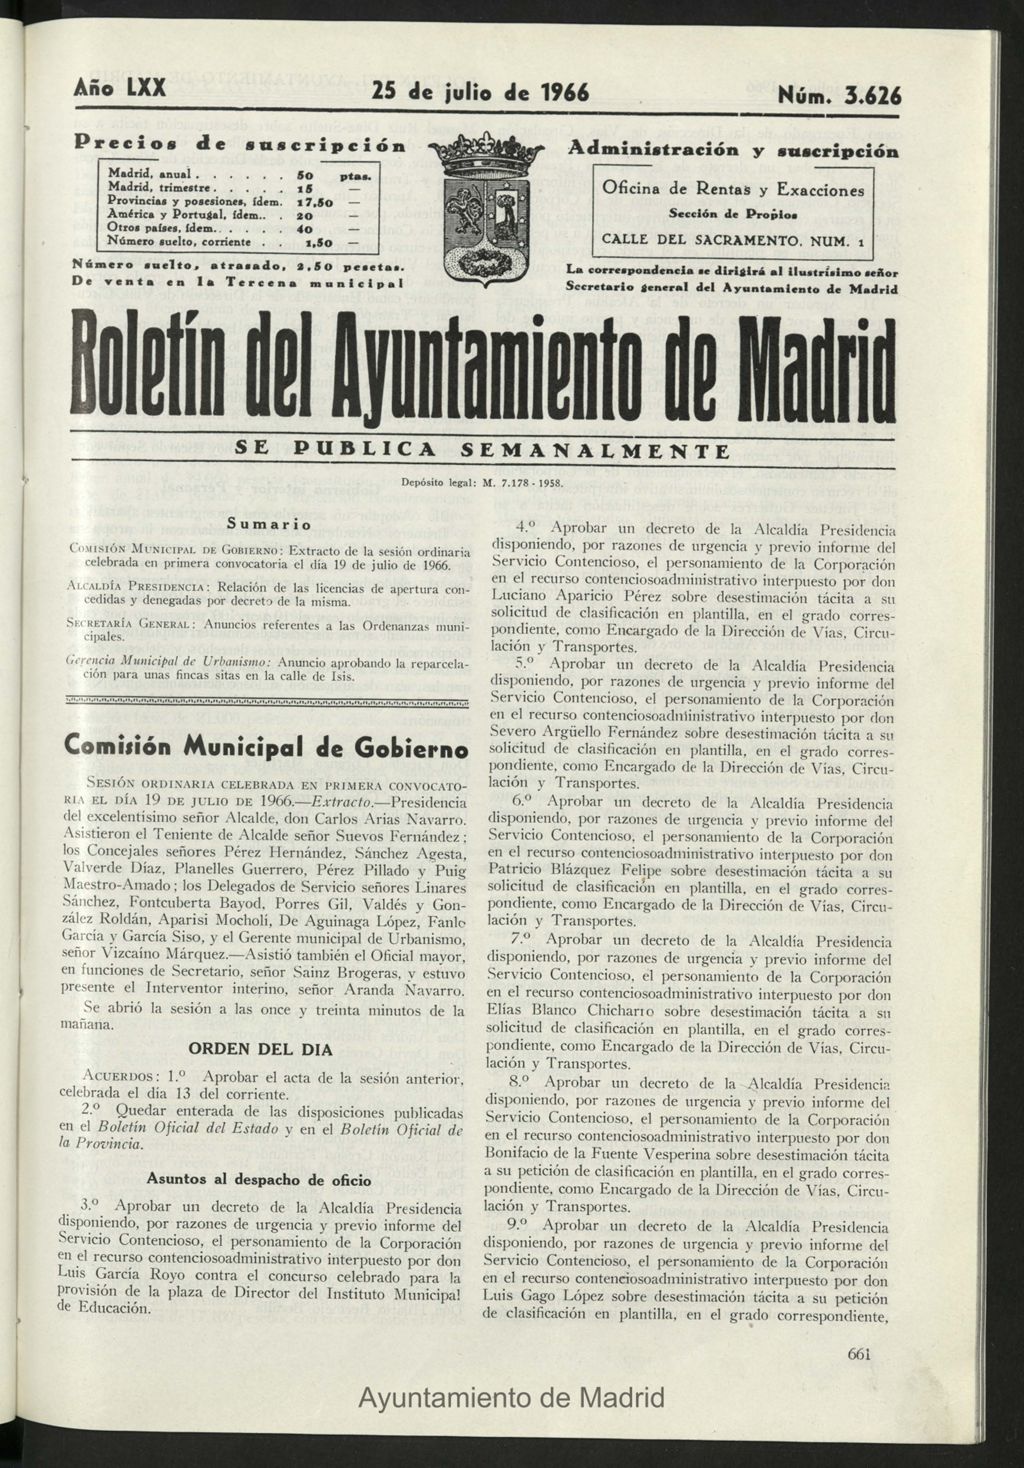 Año LXX
25 de julio de 1966
Núm. 3.626
Precios de suscripción
Madrid, anual . . . . . . 50 ptas.
Madrid, trimestre . . . . . 15 —
Provincias y posesiones, ídem. 17,50 —
América y Portugal, ídem. . . 20 —
Otros países, ídem. . . . . . 40 —
Número suelto, corriente . . 1,50 —
Número suelto, atrasado, 2,50 pesetas.
De venta en la Tercena municipal
Administración y suscripción
Oficina de Rentas y Exacciones
Sección de Propios
CALLE DEL SACRAMENTO, NUM. 1
La correspondencia se dirigirá al ilustrísimo señor
Secretario general del Ayuntamiento de Madrid
Boletín del Ayuntamiento de Madrid
SE PUBLICA SEMANALMENTE
Depósito legal: M. 7.178 - 1958.
Sumario
COMISIÓN MUNICIPAL DE GOBIERNO: Extracto de la sesión ordinaria
celebrada en primera convocatoria el día 19 de julio de 1966.
ALCALDÍA PRESIDENCIA: Relación de las licencias de apertura con-
cedidas y denegadas por decreto de la misma.
SECRETARÍA GENERAL: Anuncios referentes a las Ordenanzas muni-
cipales.
Gerencia Municipal de Urbanismo: Anuncio aprobando la reparcela-
ción para unas fincas sitas en la calle de Isis.
Comisión Municipal de Gobierno
SESIÓN ORDINARIA CELEBRADA EN PRIMERA CONVOCATO-
RIA EL DÍA 19 DE JULIO DE 1966.—Extracto.—Presidencia
del excelentísimo señor Alcalde, don Carlos Arias Navarro.
Asistieron el Teniente de Alcalde señor Suevos Fernández;
los Concejales señores Pérez Hernández, Sánchez Agesta,
Valverde Díaz, Planelles Guerrero, Pérez Pillado y Puig
Maestro-Amado; los Delegados de Servicio señores Linares
Sánchez, Fontcuberta Bayod, Porres Gil, Valdés y Gon-
zález Roldán, Aparisi Mocholí, De Aguinaga López, Fanlo
García y García Siso, y el Gerente municipal de Urbanismo,
señor Vizcaíno Márquez.—Asistió también el Oficial mayor,
en funciones de Secretario, señor Sainz Brogeras, y estuvo
presente el Interventor interino, señor Aranda Navarro.
Se abrió la sesión a las once y treinta minutos de la
mañana.
ORDEN DEL DIA
ACUERDOS: 1.º Aprobar el acta de la sesión anterior,
celebrada el día 13 del corriente.
2.º Quedar enterada de las disposiciones publicadas
en el Boletín Oficial del Estado y en el Boletín Oficial de
la Provincia.
Asuntos al despacho de oficio
3.º Aprobar un decreto de la Alcaldía Presidencia
disponiendo, por razones de urgencia y previo informe del
Servicio Contencioso, el personamiento de la Corporación
en el recurso contenciosoadministrativo interpuesto por don
Luis García Royo contra el concurso celebrado para la
provisión de la plaza de Director del Instituto Municipal
de Educación.
4.º Aprobar un decreto de la Alcaldía Presidencia
disponiendo, por razones de urgencia y previo informe del
Servicio Contencioso, el personamiento de la Corporación
en el recurso contenciosoadministrativo interpuesto por don
Luciano Aparicio Pérez sobre desestimación tácita a su
solicitud de clasificación en plantilla, en el grado corres-
pondiente, como Encargado de la Dirección de Vías, Circu-
lación y Transportes.
5.º Aprobar un decreto de la Alcaldía Presidencia
disponiendo, por razones de urgencia y previo informe del
Servicio Contencioso, el personamiento de la Corporación
en el recurso contenciosoadministrativo interpuesto por don
Severo Argüello Fernández sobre desestimación tácita a su
solicitud de clasificación en plantilla, en el grado corres-
pondiente, como Encargado de la Dirección de Vías, Circu-
lación y Transportes.
6.º Aprobar un decreto de la Alcaldía Presidencia
disponiendo, por razones de urgencia y previo informe del
Servicio Contencioso, el personamiento de la Corporación
en el recurso contenciosoadministrativo interpuesto por don
Patricio Blázquez Felipe sobre desestimación tácita a su
solicitud de clasificación en plantilla, en el grado corres-
pondiente, como Encargado de la Dirección de Vías, Circu-
lación y Transportes.
7.º Aprobar un decreto de la Alcaldía Presidencia
disponiendo, por razones de urgencia y previo informe del
Servicio Contencioso, el personamiento de la Corporación
en el recurso contenciosoadministrativo interpuesto por don
Elías Blanco Chicharro sobre desestimación tácita a su
solicitud de clasificación en plantilla, en el grado corres-
pondiente, como Encargado de la Dirección de Vías, Circu-
lación y Transportes.
8.º Aprobar un decreto de la Alcaldía Presidencia
disponiendo, por razones de urgencia y previo informe del
Servicio Contencioso, el personamiento de la Corporación
en el recurso contenciosoadministrativo interpuesto por don
Bonifacio de la Fuente Vesperina sobre desestimación tácita
a su petición de clasificación en plantilla, en el grado corres-
pondiente, como Encargado de la Dirección de Vías, Circu-
lación y Transportes.
9.º Aprobar un decreto de la Alcaldía Presidencia
disponiendo, por razones de urgencia y previo informe del
Servicio Contencioso, el personamiento de la Corporación
en el recurso contenciosoadministrativo interpuesto por don
Luis Gago López sobre desestimación tácita a su petición
de clasificación en plantilla, en el grado correspondiente,
661
Ayuntamiento de Madrid